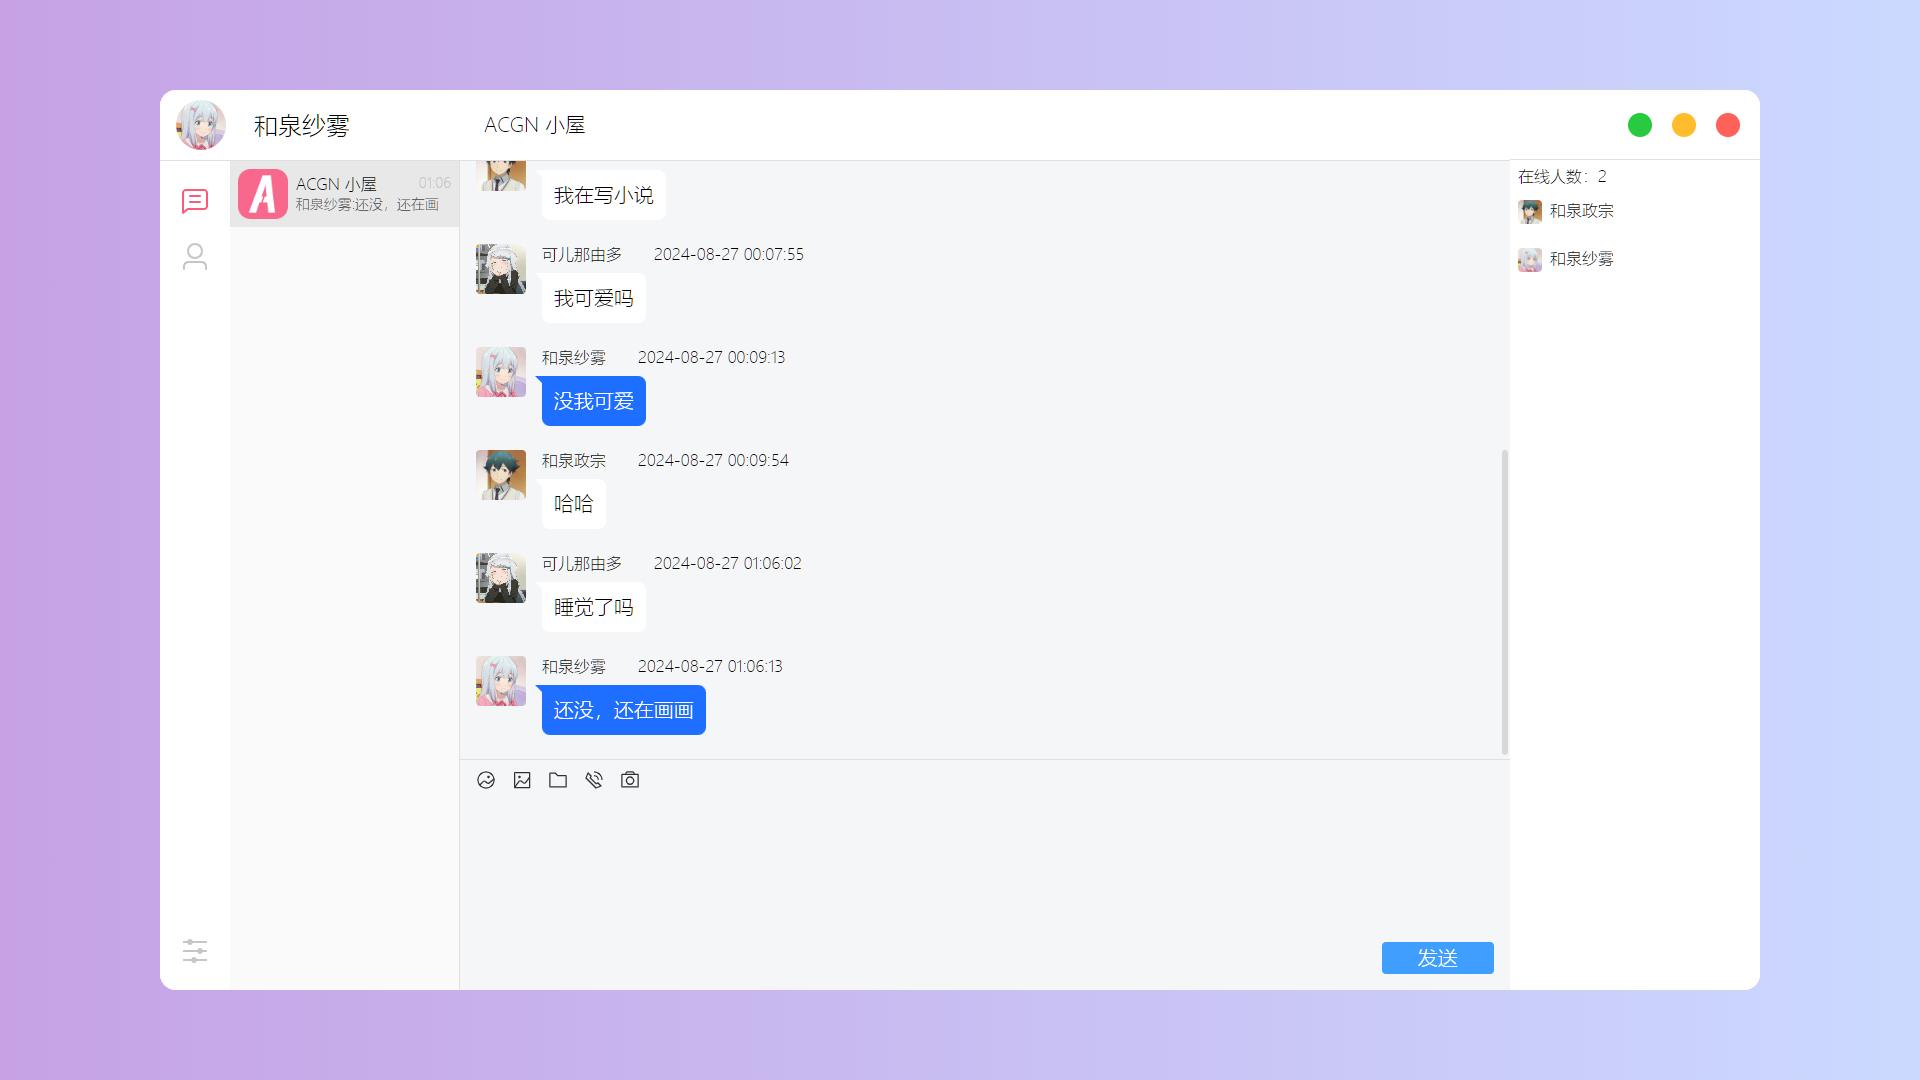 和泉纱雾
ACGN 小屋
ACGN 小屋 01:06
和泉纱雾:还没，还在画
我在写小说
可儿那由多 2024-08-27 00:07:55
我可爱吗
和泉纱雾 2024-08-27 00:09:13
没我可爱
和泉政宗 2024-08-27 00:09:54
哈哈
可儿那由多 2024-08-27 01:06:02
睡觉了吗
和泉纱雾 2024-08-27 01:06:13
还没，还在画画
发送
在线人数：2
和泉政宗
和泉纱雾